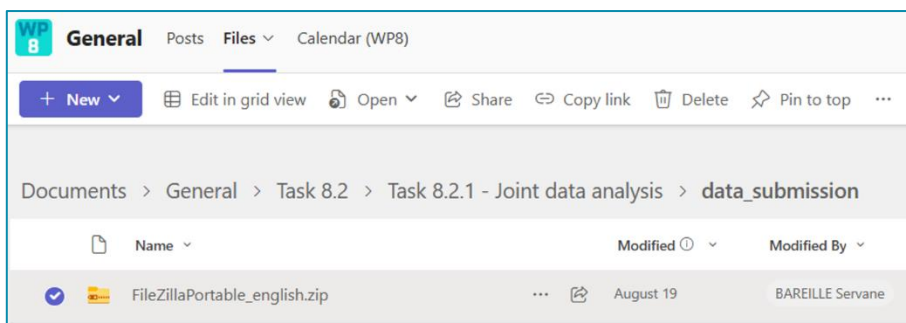 WP
8
General Posts Files Calendar (WP8)
+ New Edit in grid view Open Share Copy link Delete Pin to top ...
Documents > General > Task 8.2 > Task 8.2.1 - Joint data analysis > data_submission
Name Modified Modified By
FileZillaPortable_english.zip ... August 19 BAREILLE Servane